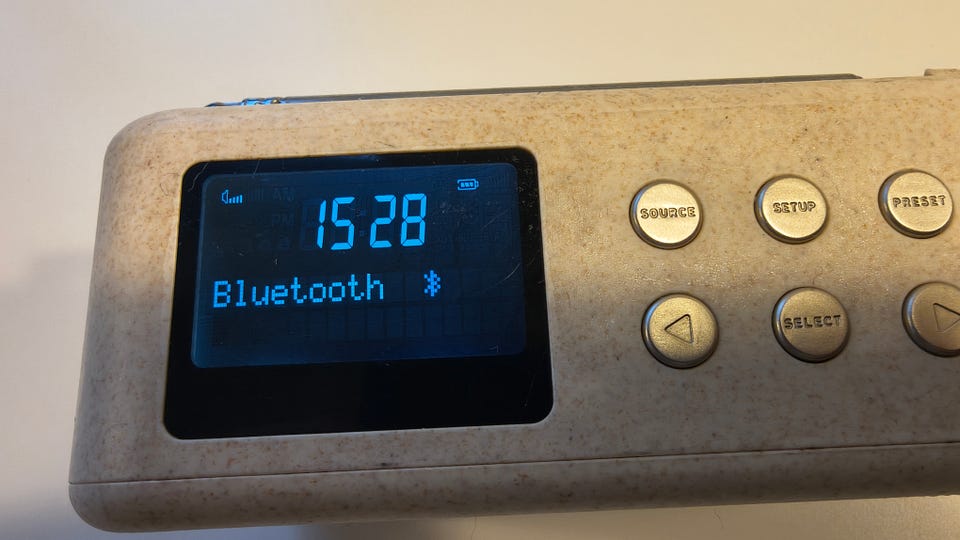 15 28
Bluetooth
SOURCE SETUP PRESET
SELECT